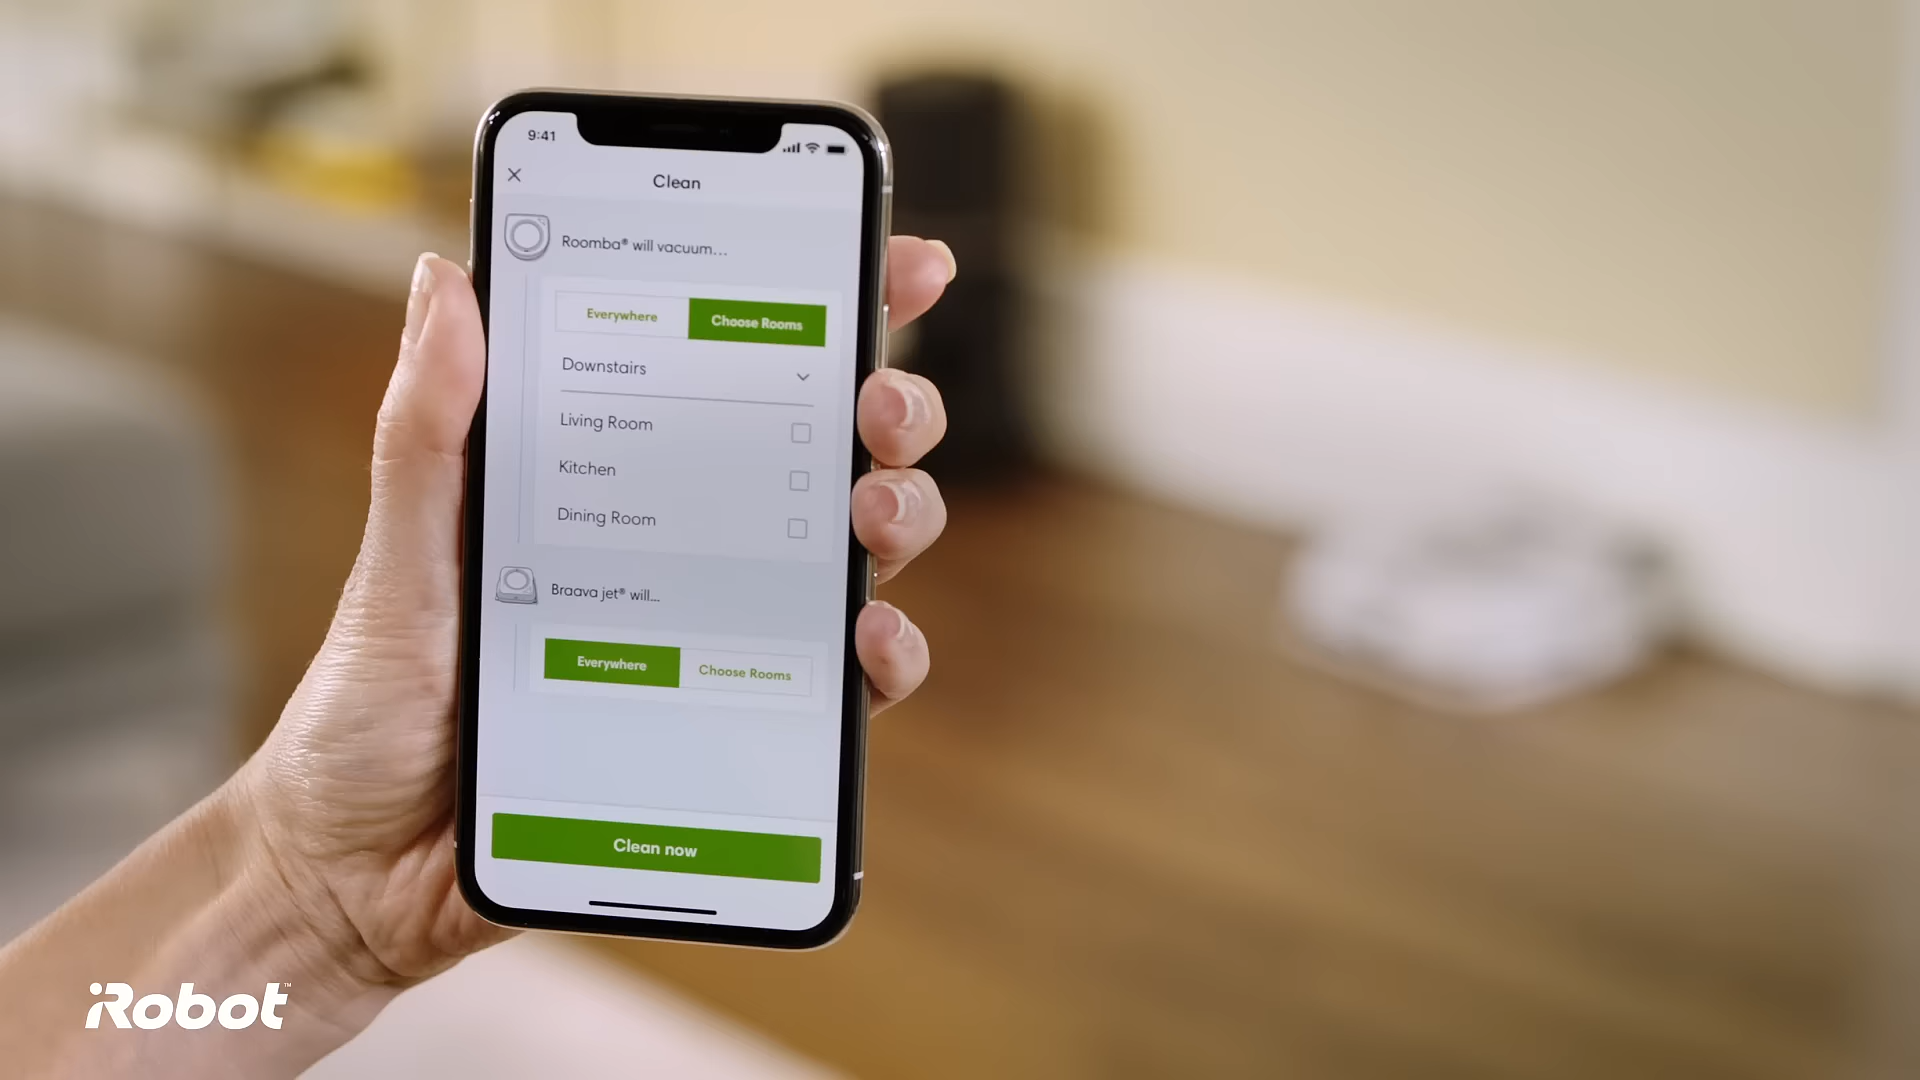 9:41
Clean
Roomba® will vacuum...
Everywhere
Choose Rooms
Downstairs
Living Room
Kitchen
Dining Room
Braava jet® will...
Everywhere
Choose Rooms
Clean now
iRobot™